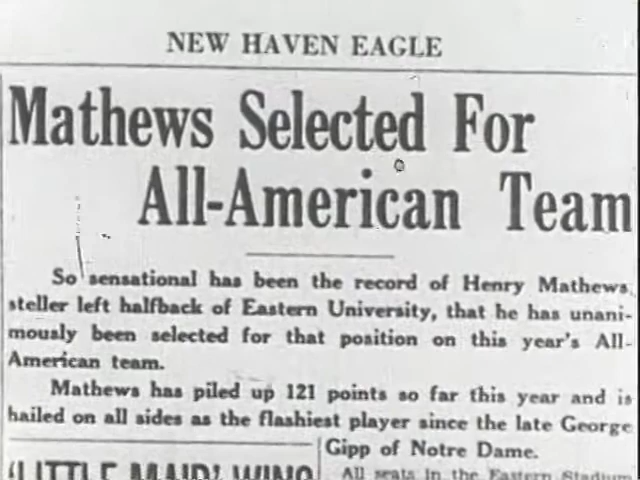 NEW HAVEN EAGLE
Mathews Selected For
All-American Team
So sensational has been the record of Henry Mathews,
steller left halfback of Eastern University, that he has unani-
mously been selected for that position on this year's All-
American team.
Mathews has piled up 121 points so far this year and is
hailed on all sides as the flashiest player since the late George
Gipp of Notre Dame.
'LITTLE MAID' WINS
All seats in the Eastern Stadium